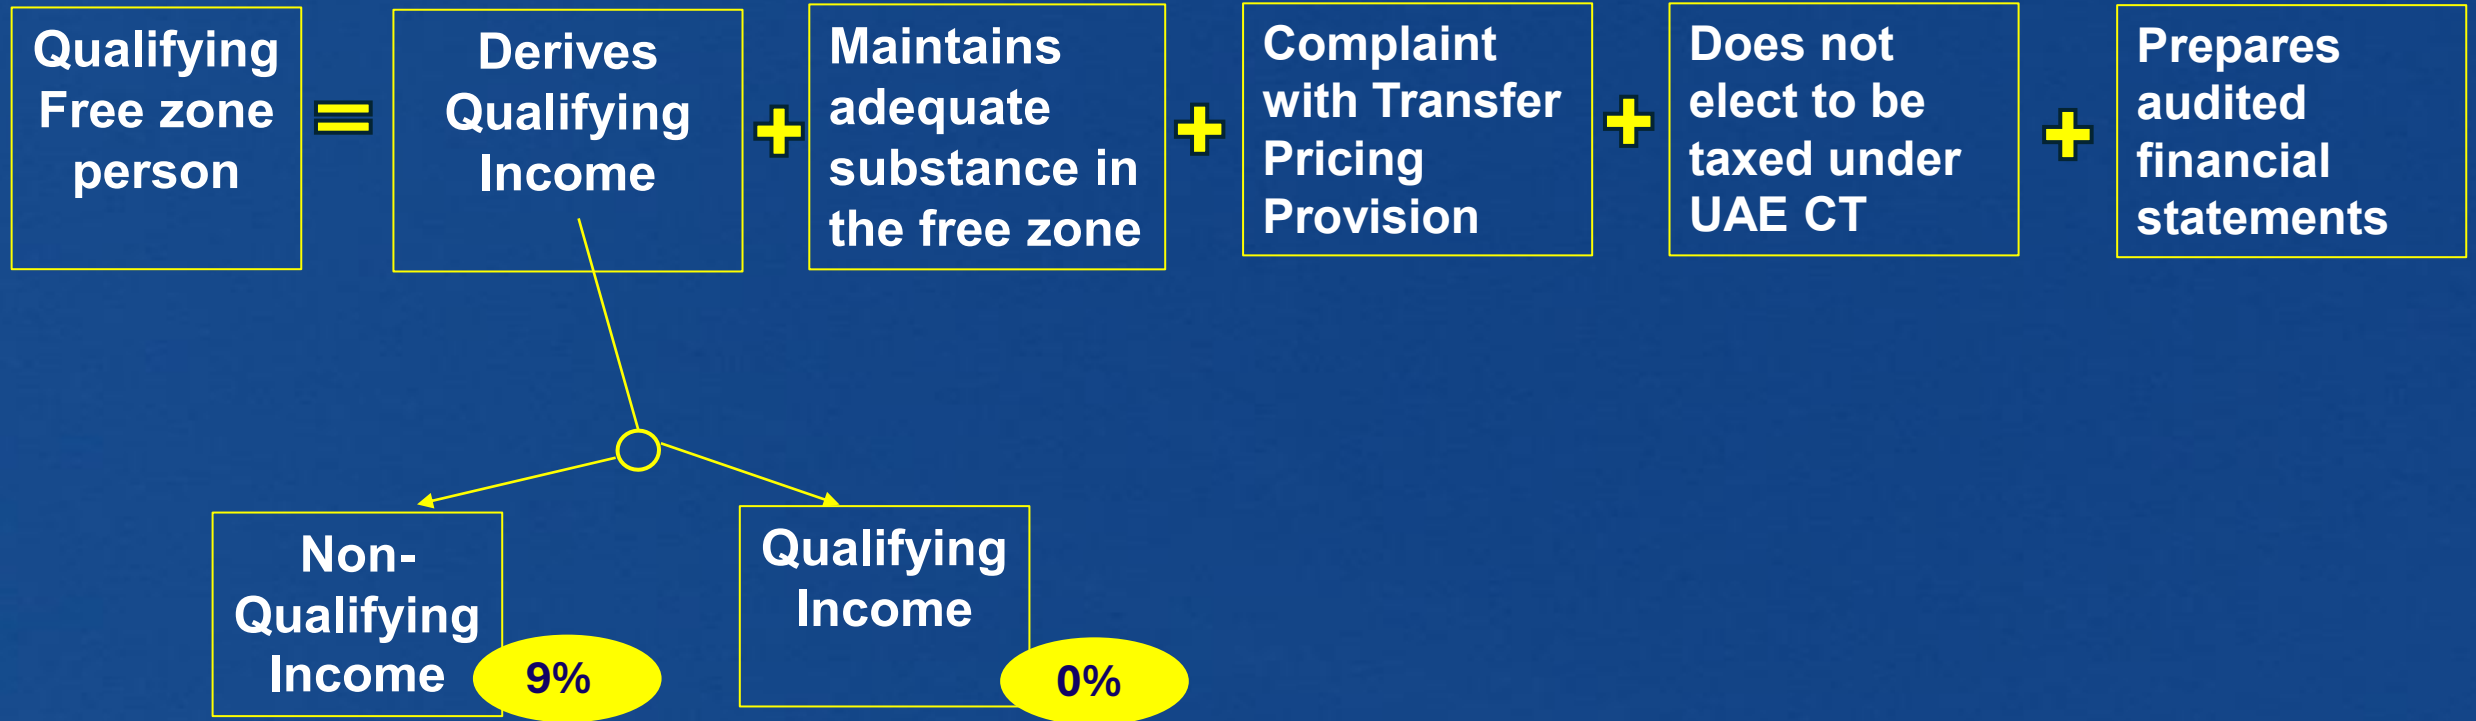 Qualifying
Free zone
person
Derives
Qualifying
Income
Maintains
adequate
substance in
the free zone
Complaint
with Transfer
Pricing
Provision
Does not
elect to be
taxed under
UAE CT
Prepares
audited
financial
statements
Non-
Qualifying
Income
9%
Qualifying
Income
0%